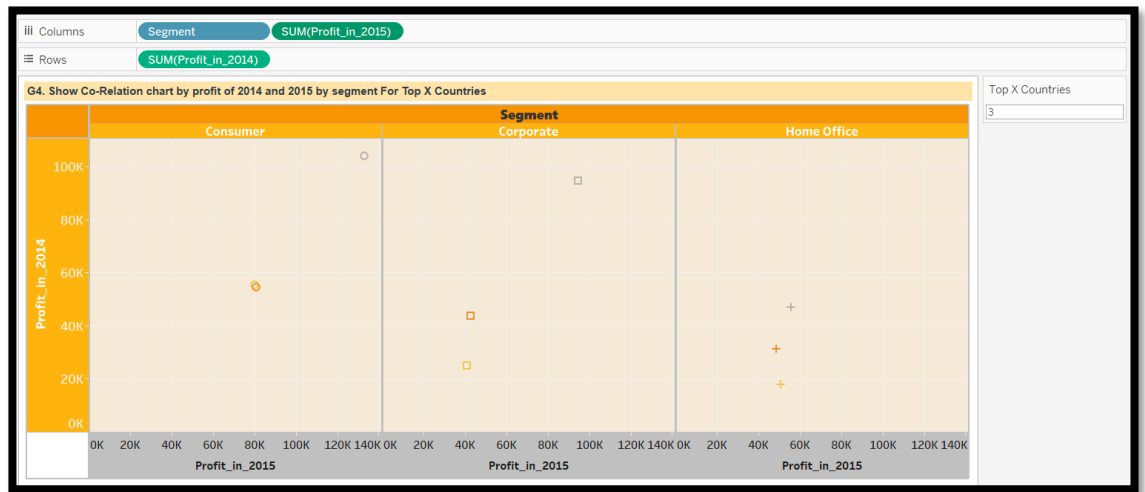 iii Columns Segment SUM(Profit_in_2015)
Rows SUM(Profit_in_2014)
G4. Show Co-Relation chart by profit of 2014 and 2015 by segment For Top X Countries
Top X Countries
3
Segment
Consumer Corporate Home Office
100K
80K
60K
40K
20K
0K
Profit_in_2014
0K 20K 40K 60K 80K 100K 120K 140K 0K 20K 40K 60K 80K 100K 120K 140K 0K 20K 40K 60K 80K 100K 120K 140K
Profit_in_2015 Profit_in_2015 Profit_in_2015